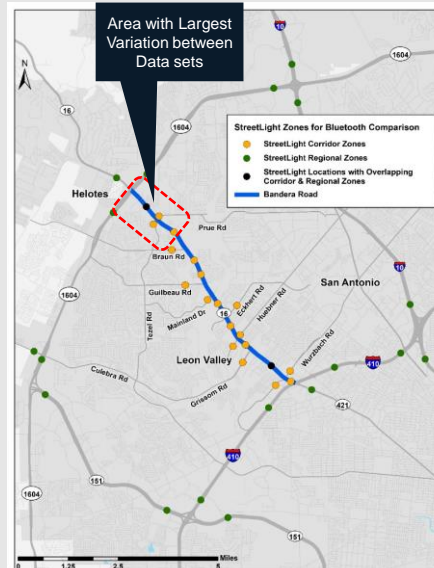 Area with Largest
Variation between
Data sets
10
1604
N
16
1604
StreetLight Zones for Bluetooth Comparison
StreetLight Corridor Zones
StreetLight Regional Zones
StreetLight Locations with Overlapping
Corridor & Regional Zones
Bandera Road
Helotes
Prue Rd
Braun Rd
10
San Antonio
Guilbeau Rd
Eckhert Rd
Huebner Rd
1604
Tezel Rd
Mainland Dr
16
Leon Valley
Wurzbach Rd
410
Culebra Rd
Grissom Rd
421
410
1604
151
151
Miles
0
1.25
2.5
5